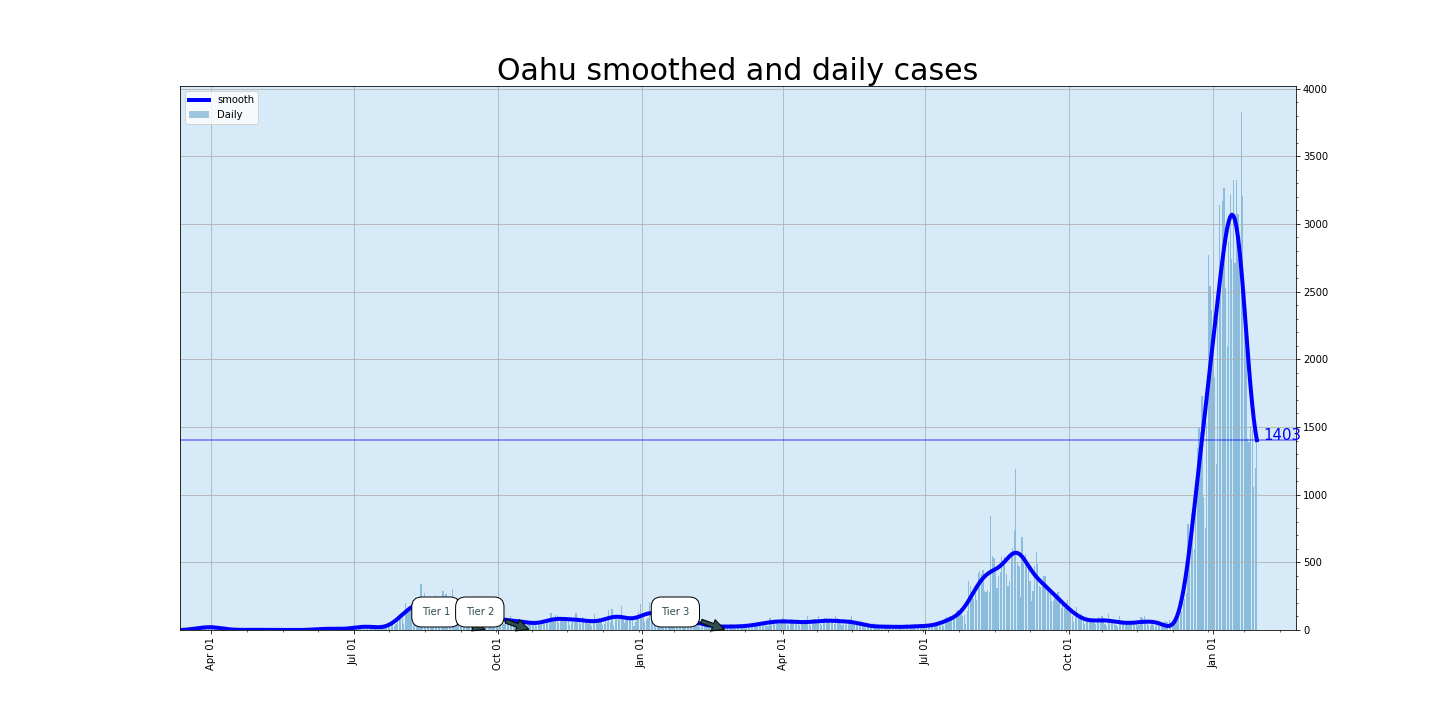 Oahu smoothed and daily cases
smooth
Daily
4000
3500
3000
2500
2000
1500
1403
1000
500
0
Tier 1
Tier 2
Tier 3
Apr 01
Jul 01
Oct 01
Jan 01
Apr 01
Jul 01
Oct 01
Jan 01